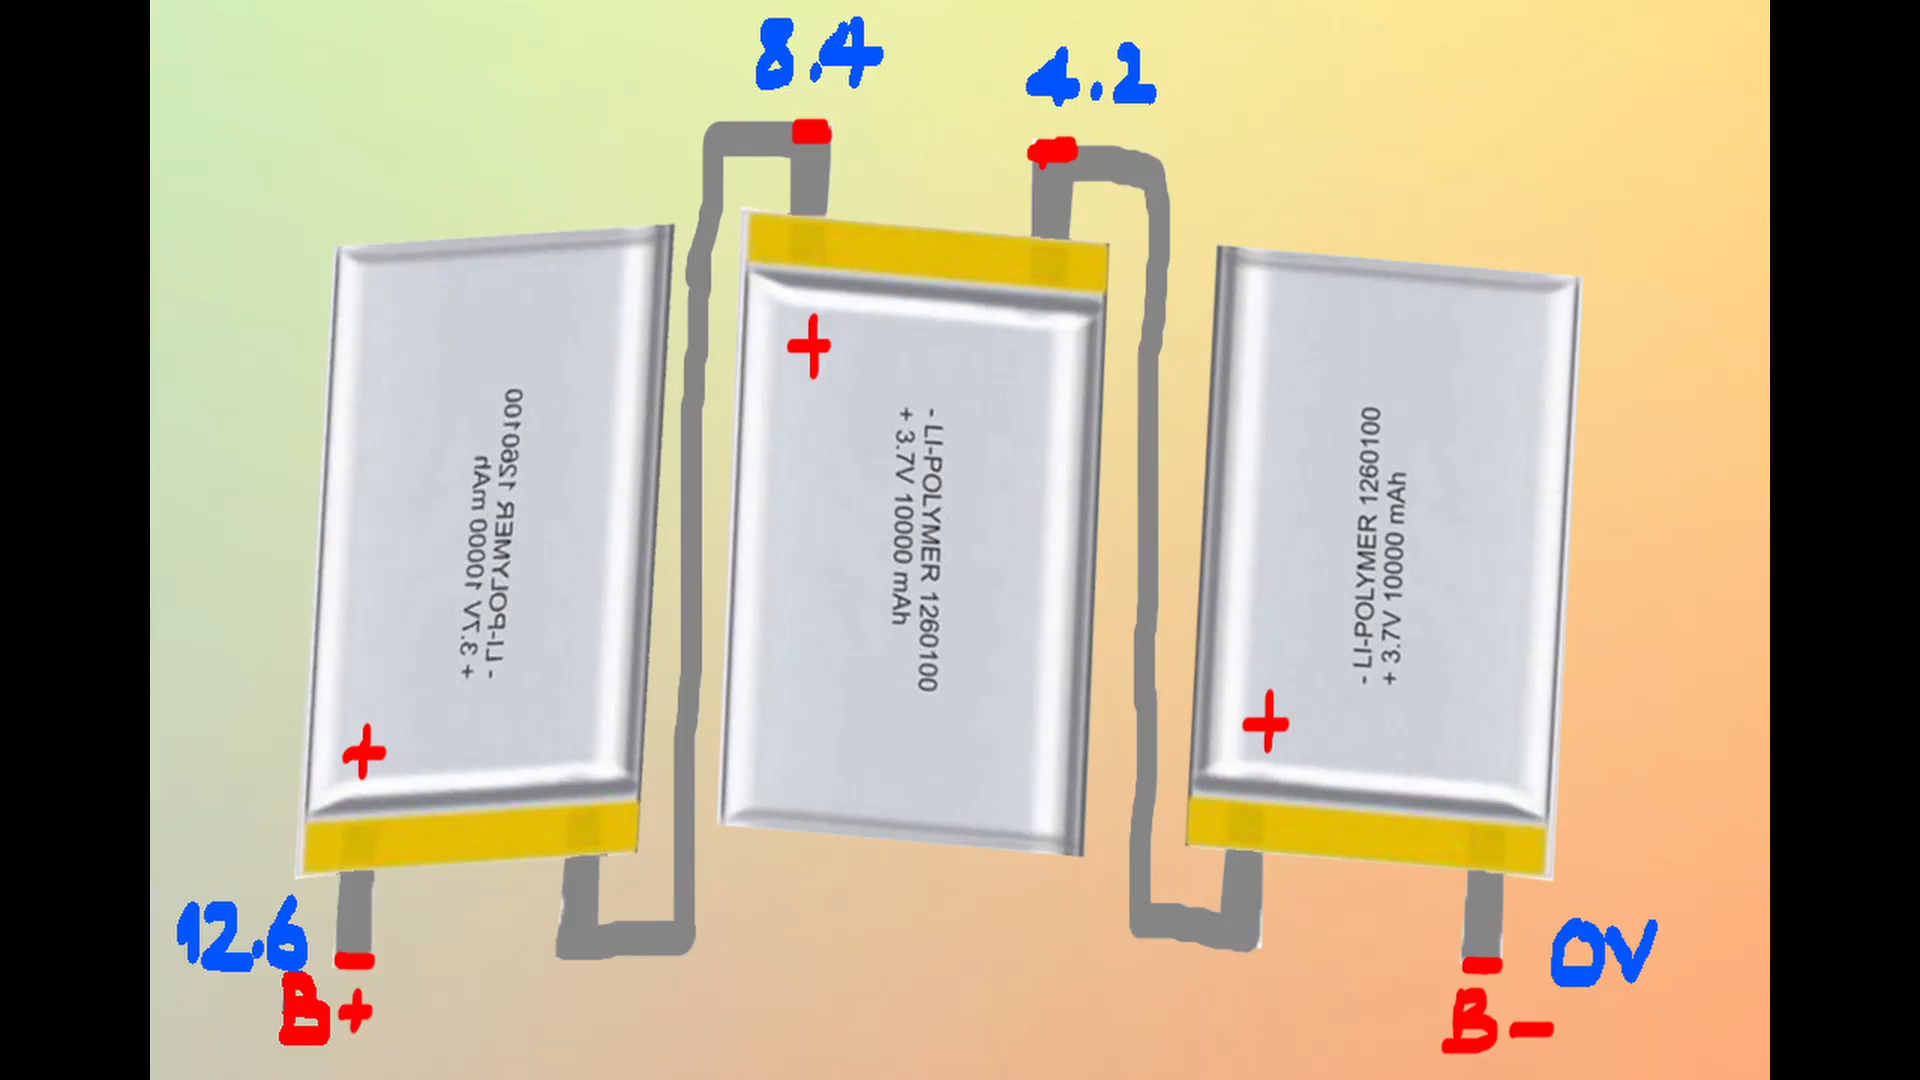 8.4
4.2
- LI-POLYMER 1260100
+ 3.7V 10000 mAh
+
- LI-POLYMER 1260100
+ 3.7V 10000 mAh
+
- LI-POLYMER 1260100
+ 3.7V 10000 mAh
+
12.6
B+
0V
B-